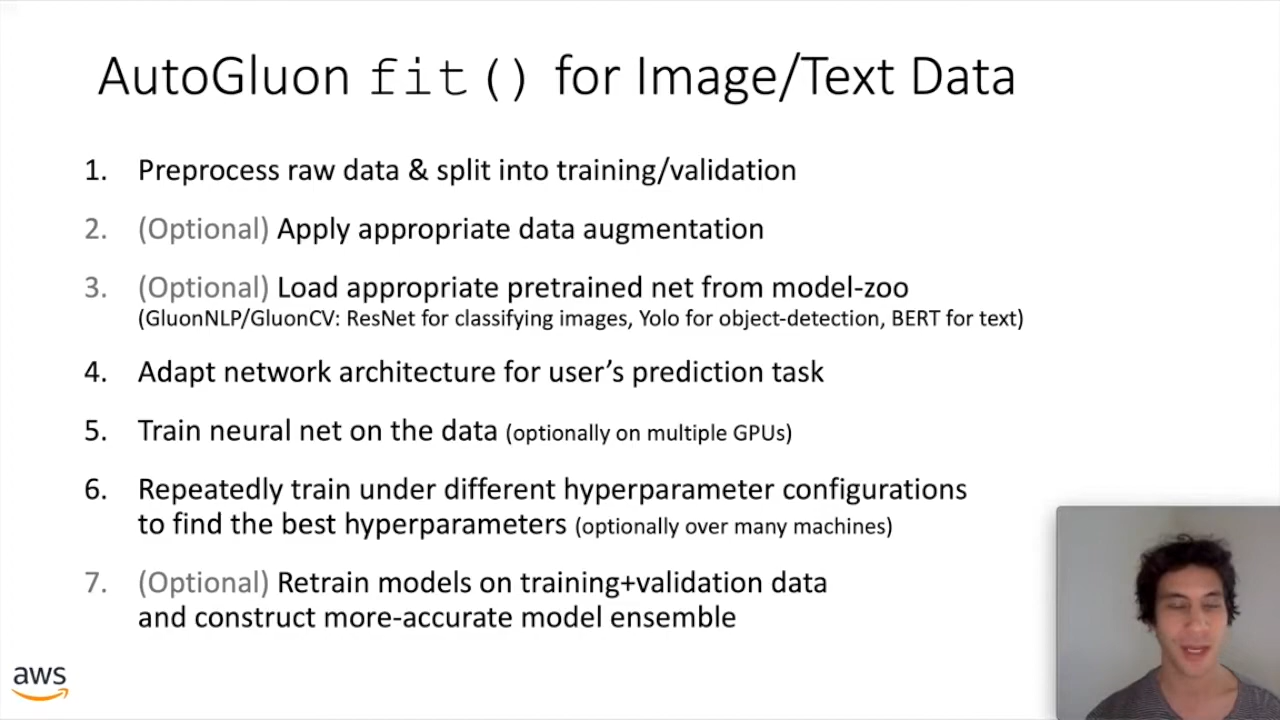 AutoGluon fit() for Image/Text Data
1. Preprocess raw data & split into training/validation
2. (Optional) Apply appropriate data augmentation
3. (Optional) Load appropriate pretrained net from model-zoo
(GluonNLP/GluonCV: ResNet for classifying images, Yolo for object-detection, BERT for text)
4. Adapt network architecture for user’s prediction task
5. Train neural net on the data (optionally on multiple GPUs)
6. Repeatedly train under different hyperparameter configurations
to find the best hyperparameters (optionally over many machines)
7. (Optional) Retrain models on training+validation data
and construct more-accurate model ensemble
aws